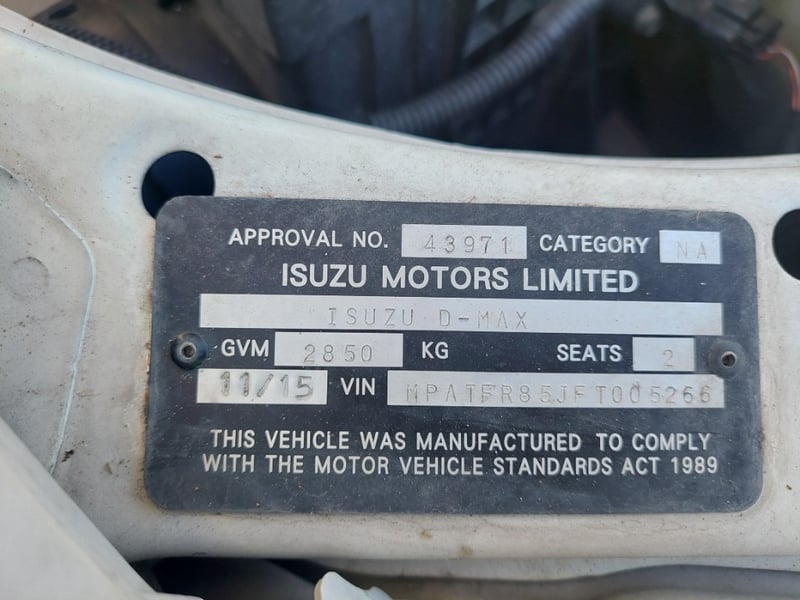 APPROVAL NO. 43971 CATEGORY NA
ISUZU MOTORS LIMITED
ISUZU D-MAX
GVM 2850 KG SEATS 2
11/15 VIN MPATFR85JFT005266
THIS VEHICLE WAS MANUFACTURED TO COMPLY
WITH THE MOTOR VEHICLE STANDARDS ACT 1989